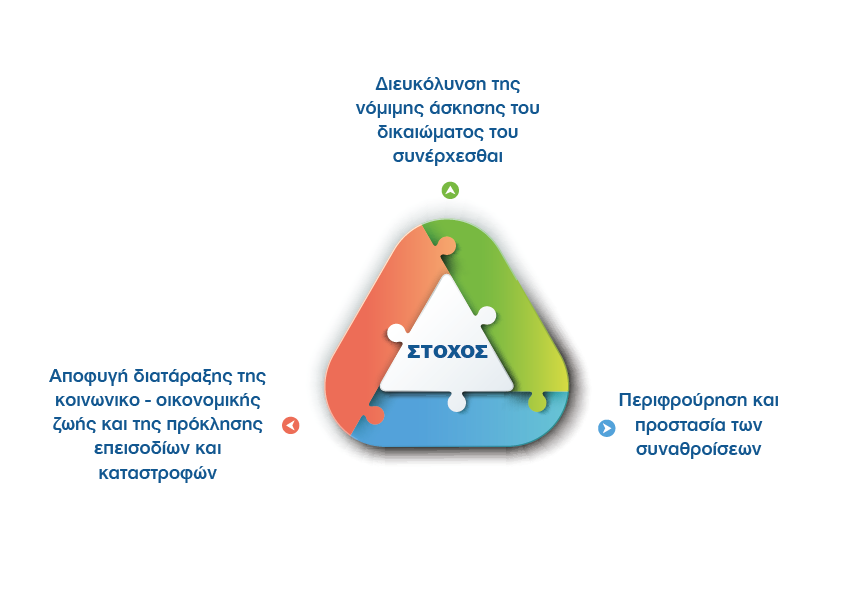 Διευκόλυνση της
νόμιμης άσκησης του
δικαιώματος του
συνέρχεσθαι
ΣΤΟΧΟΣ
Αποφυγή διατάραξης της
κοινωνικο - οικονομικής
ζωής και της πρόκλησης
επεισοδίων και
καταστροφών
Περιφρούρηση και
προστασία των
συναθροίσεων